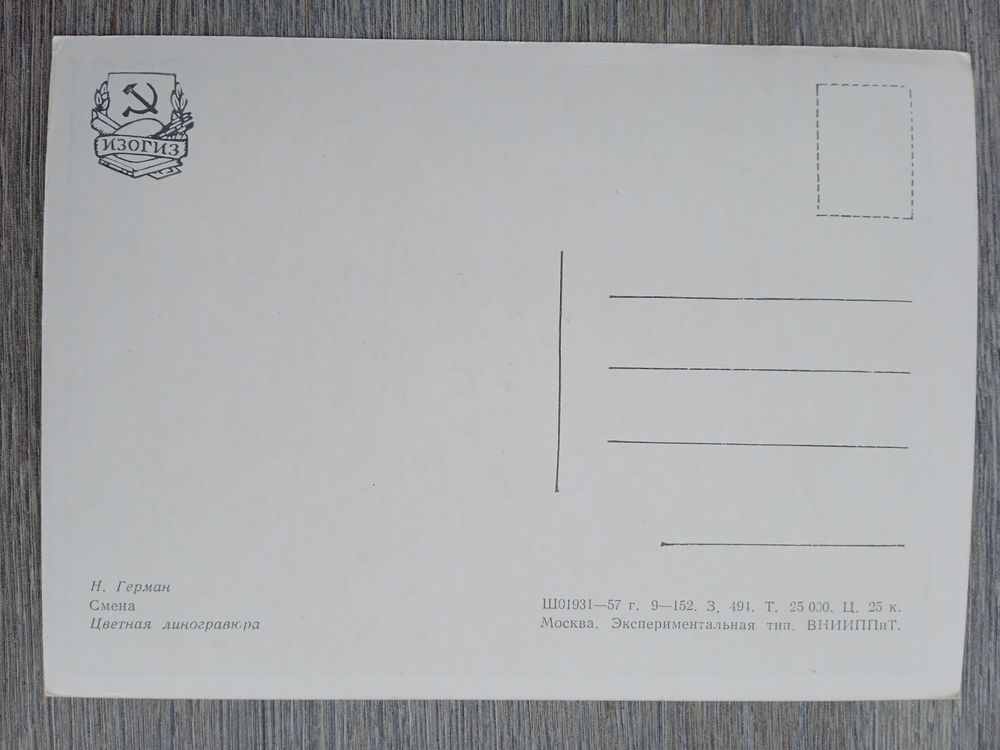 ИЗОГИЗ
Н. Герман
Смена
Цветная линогравюра
Ш01931—57 г. 9—152. З. 491. Т. 25 000. Ц. 25 к.
Москва. Экспериментальная тип. ВНИИППиТ.